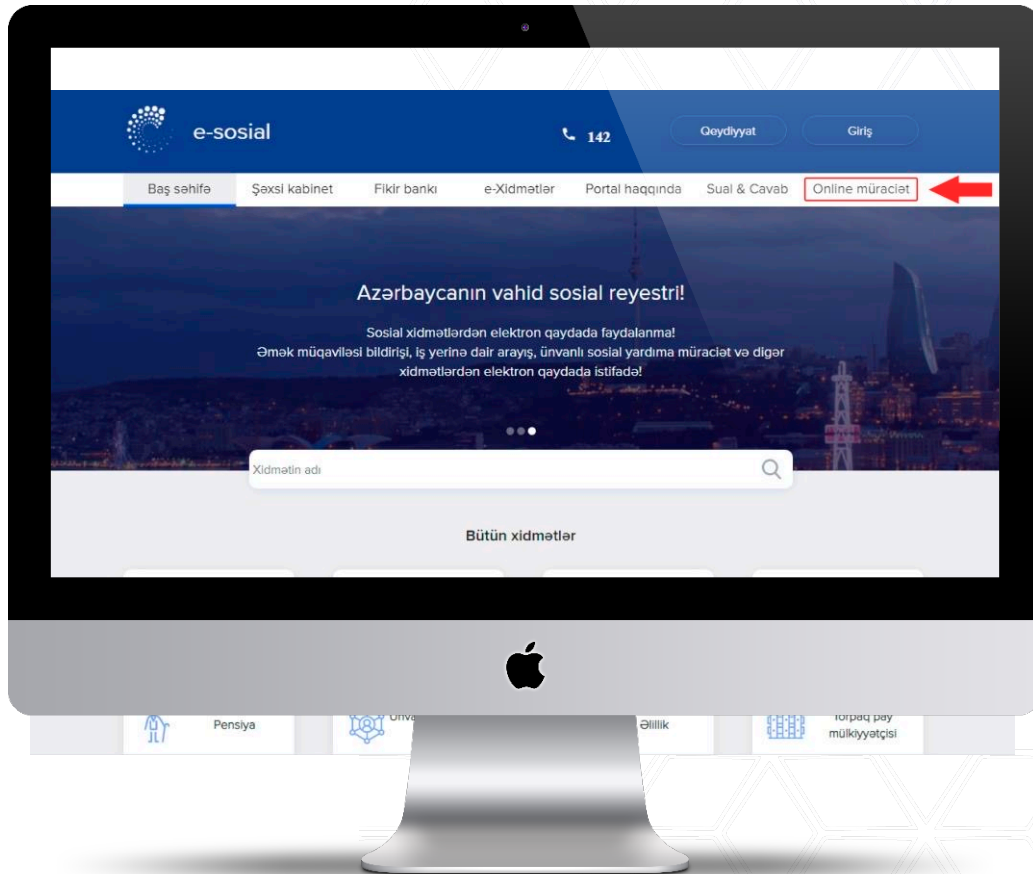 e-sosial
142
Qeydiyyat
Giriş
Baş səhifə
Şəxsi kabinet
Fikir bankı
e-Xidmətlər
Portal haqqında
Sual & Cavab
Online müraciət
Azərbaycanın vahid sosial reyestri!
Sosial xidmətlərdən elektron qaydada faydalanma!
Əmək müqaviləsi bildirişi, iş yerinə dair arayış, ünvanlı sosial yardıma müraciət və digər
xidmətlərdən elektron qaydada istifadə!
Xidmətin adı
Bütün xidmətlər
Pensiya
Əlillik
Torpaq pay
mülkiyyətçisi